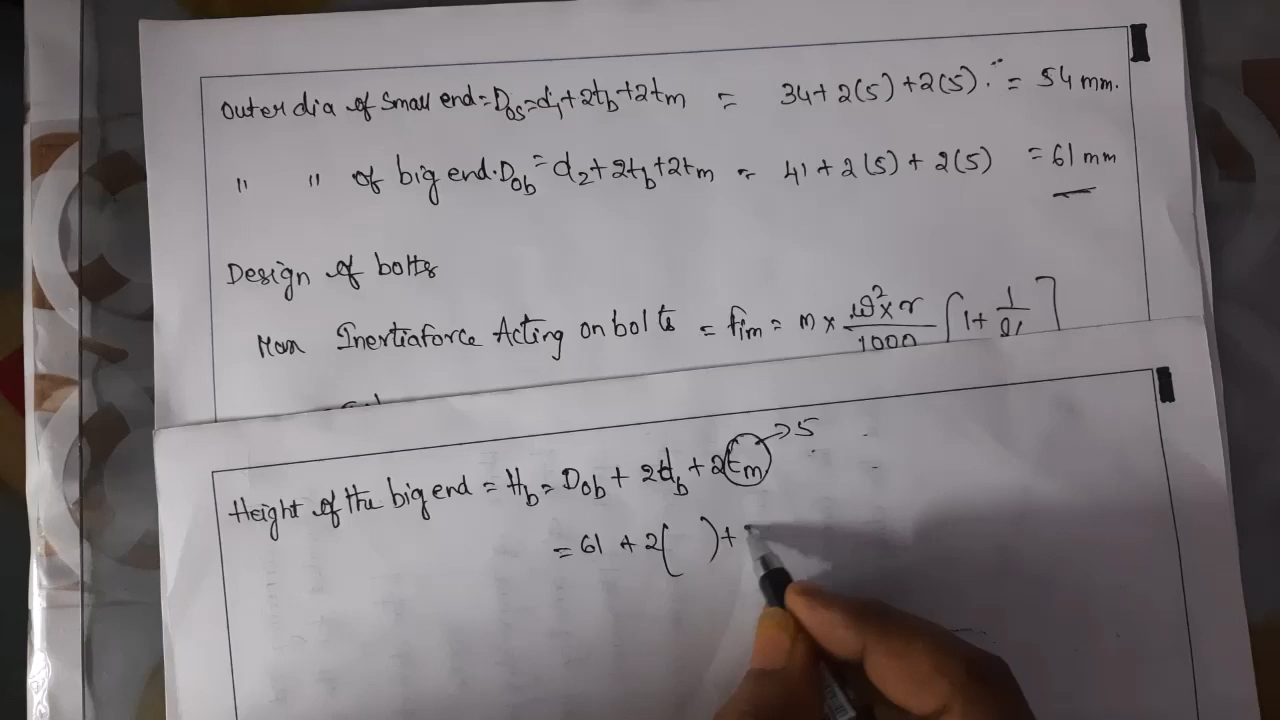 Outer dia of Small end = Dos = d1 + 2tb + 2tm = 34 + 2(5) + 2(5) = 54 mm.
" " of big end. Dob = d2 + 2tb + 2tm = 41 + 2(5) + 2(5) = 61 mm
Design of bolts
Max Inertia force Acting on bolts = fim = m × ω² × r / 1000 [1 + 1/
Height of the big end = Hb = Dob + 2db + 2tm → 5
= 61 + 2( ) +